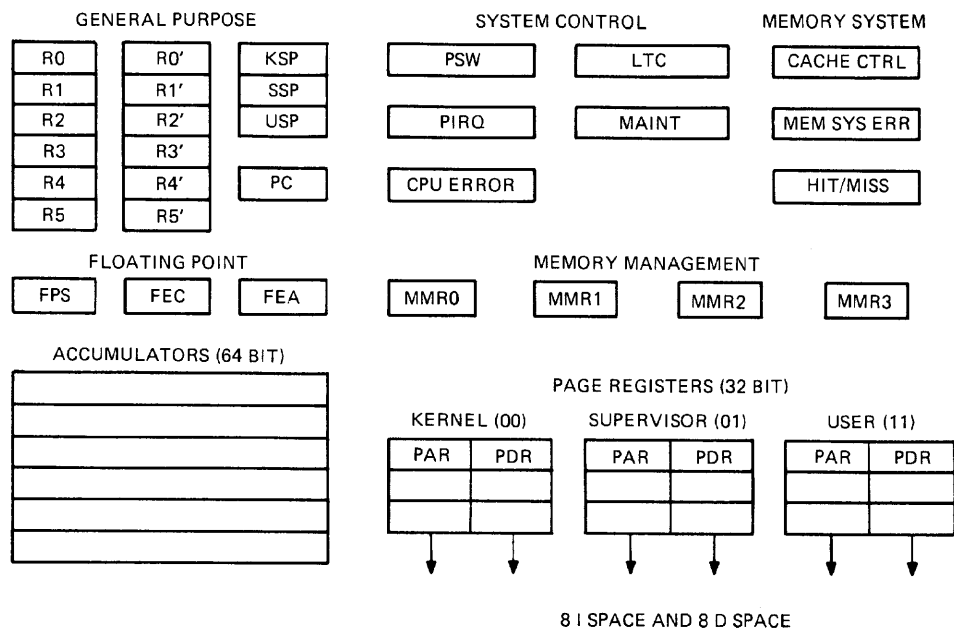 GENERAL PURPOSE
R0
R1
R2
R3
R4
R5
R0'
R1'
R2'
R3'
R4'
R5'
KSP
SSP
USP
PC
SYSTEM CONTROL
PSW
LTC
PIRQ
MAINT
CPU ERROR
MEMORY SYSTEM
CACHE CTRL
MEM SYS ERR
HIT/MISS
FLOATING POINT
FPS
FEC
FEA
MEMORY MANAGEMENT
MMR0
MMR1
MMR2
MMR3
ACCUMULATORS (64 BIT)
PAGE REGISTERS (32 BIT)
KERNEL (00)
PAR
PDR
SUPERVISOR (01)
PAR
PDR
USER (11)
PAR
PDR
8 I SPACE AND 8 D SPACE